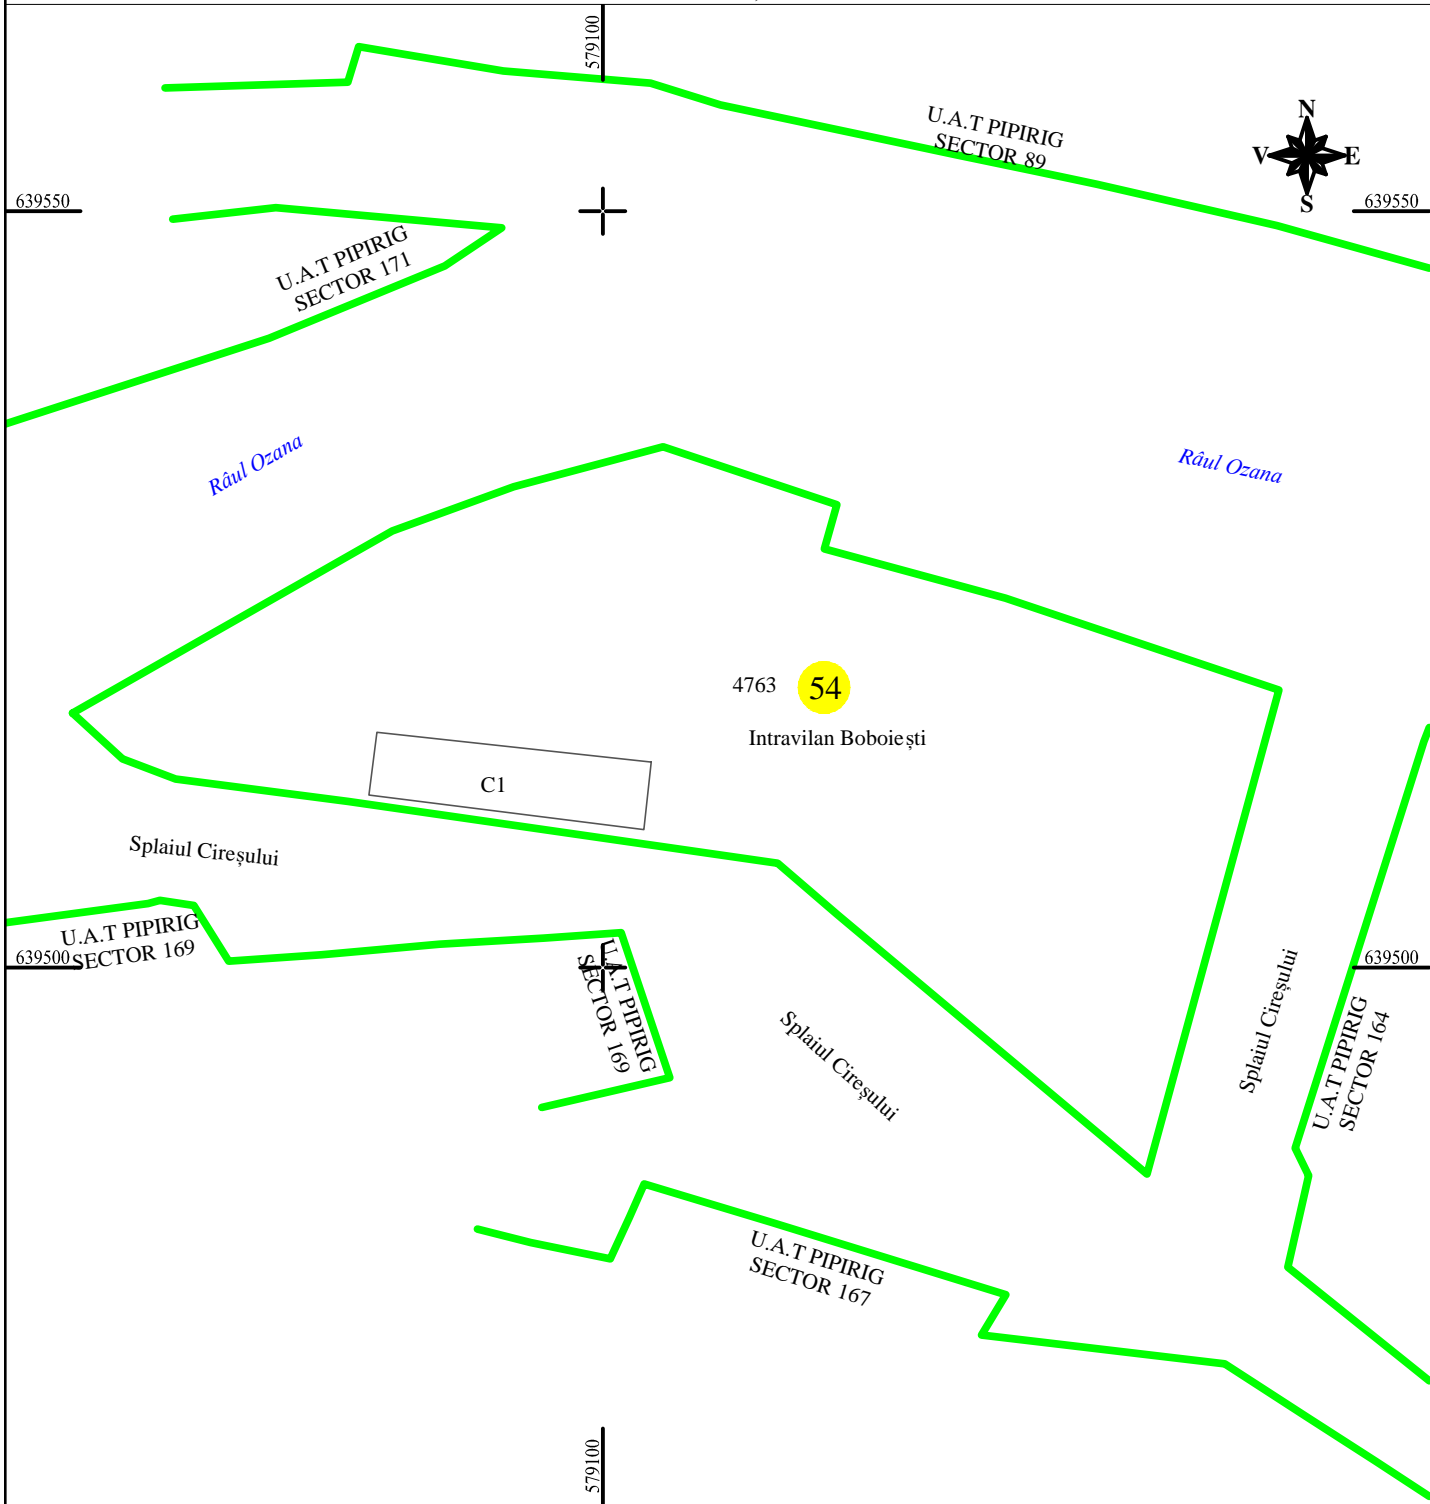 579100
U.A.T PIPIRIG
SECTOR 89
N
V E
S
639550
639550
U.A.T PIPIRIG
SECTOR 171
Râul Ozana
Râul Ozana
4763 54
Intravilan Boboiești
C1
Splaiul Cireșului
U.A.T PIPIRIG
SECTOR 169
639500
U.A.T PIPIRIG
SECTOR 169
Splaiul Cireșului
Splaiul Cireșului
639500
U.A.T PIPIRIG
SECTOR 164
U.A.T PIPIRIG
SECTOR 167
579100